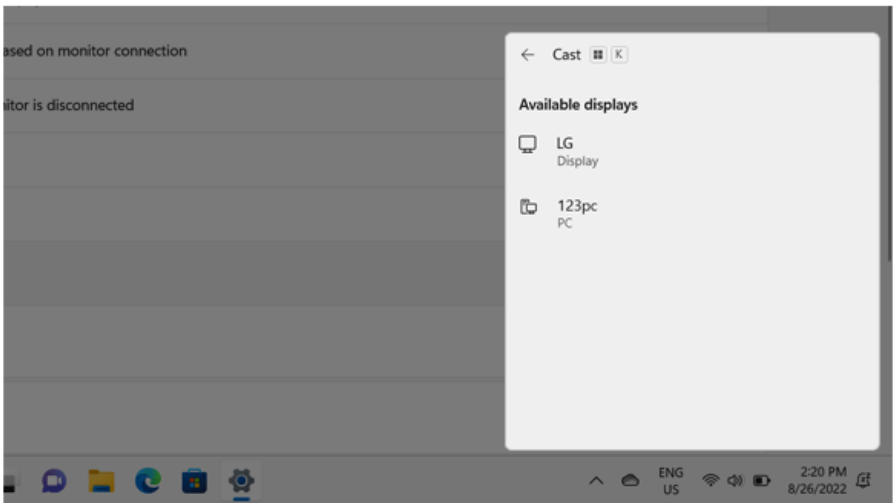 ased on monitor connection
nitor is disconnected
Cast K
Available displays
LG
Display
123pc
PC
ENG
US
2:20 PM
8/26/2022